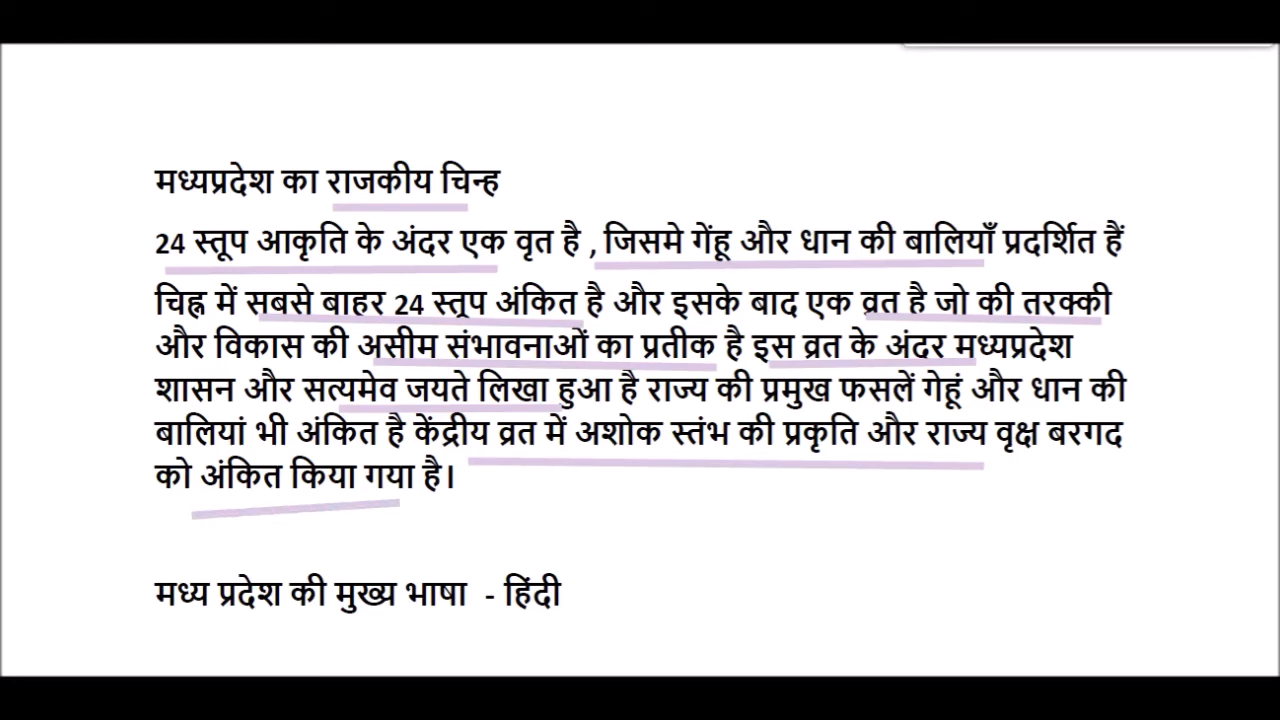 मध्यप्रदेश का राजकीय चिन्ह
24 स्तूप आकृति के अंदर एक वृत है , जिसमे गेंहू और धान की बालियाँ प्रदर्शित हैं
चिह्न में सबसे बाहर 24 स्तूप अंकित है और इसके बाद एक व्रत है जो की तरक्की
और विकास की असीम संभावनाओं का प्रतीक है इस व्रत के अंदर मध्यप्रदेश
शासन और सत्यमेव जयते लिखा हुआ है राज्य की प्रमुख फसलें गेहूं और धान की
बालियां भी अंकित है केंद्रीय व्रत में अशोक स्तंभ की प्रकृति और राज्य वृक्ष बरगद
को अंकित किया गया है।
मध्य प्रदेश की मुख्य भाषा - हिंदी